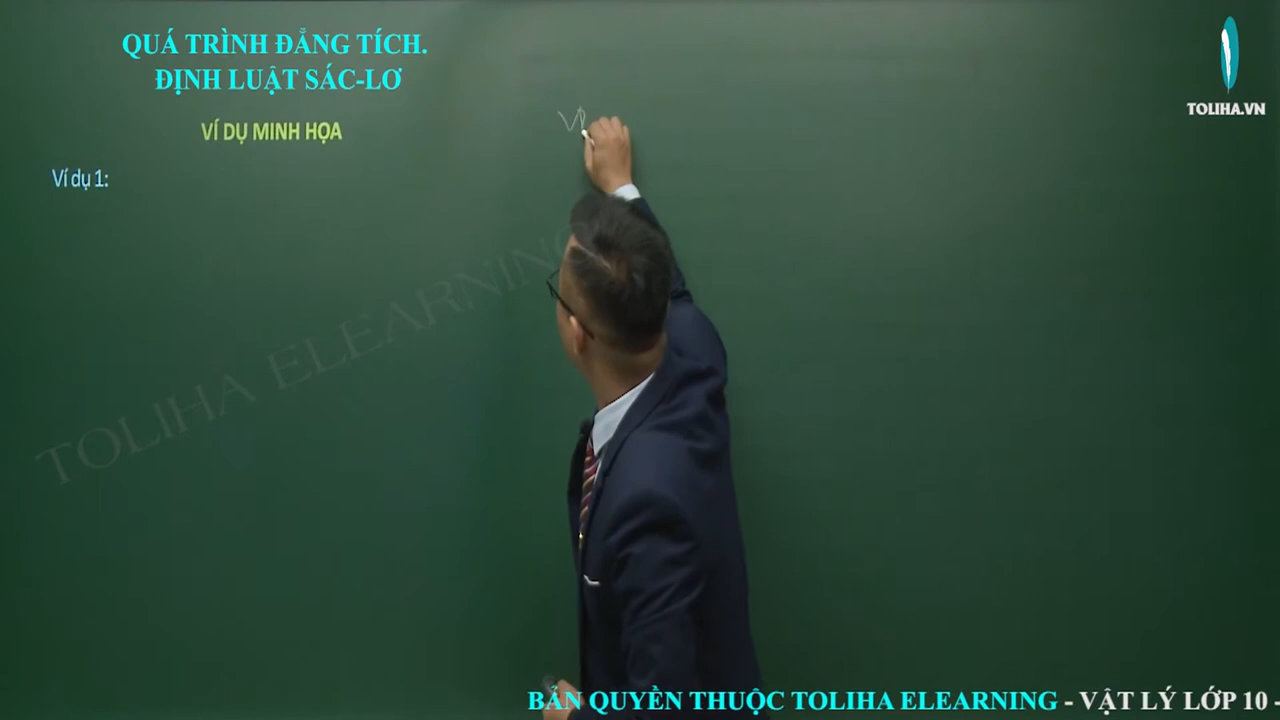 QUÁ TRÌNH ĐẲNG TÍCH.
ĐỊNH LUẬT SÁC-LƠ
VÍ DỤ MINH HỌA
Ví dụ 1:
TOLIHA.VN
TOLIHA ELEARNING
BẢN QUYỀN THUỘC TOLIHA ELEARNING - VẬT LÝ LỚP 10 -